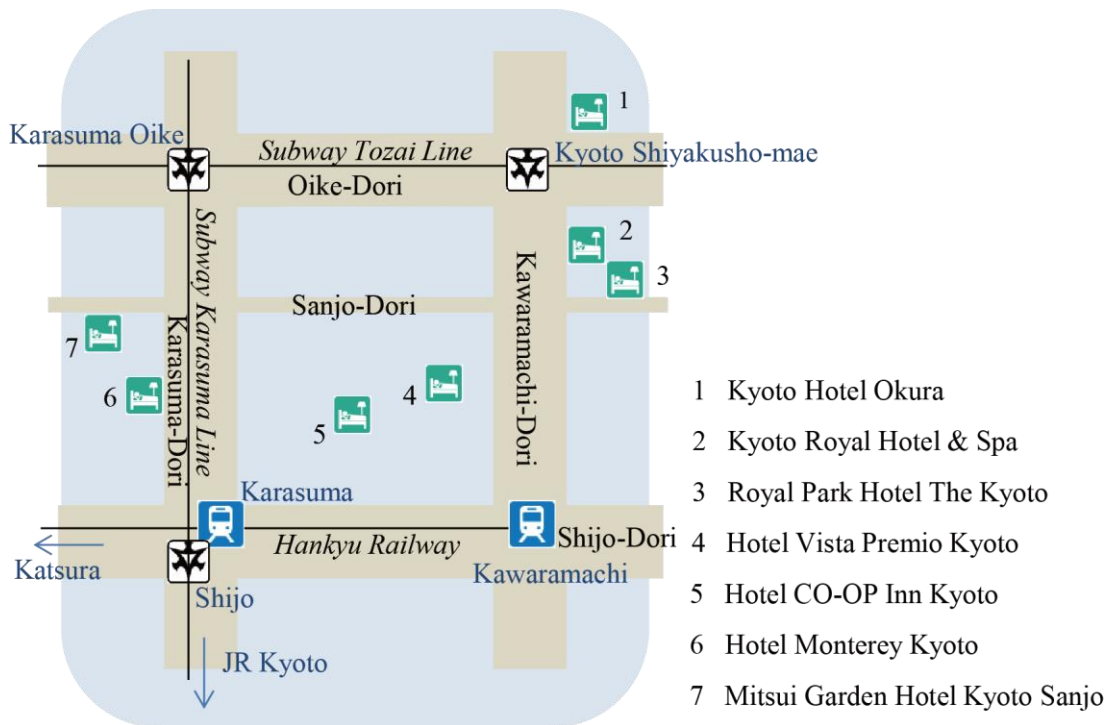 1
Karasuma Oike
Subway Tozai Line
Kyoto Shiyakusho-mae
Oike-Dori
2
3
Subway Karasuma Line
Kawaramachi-Dori
Sanjo-Dori
Karasuma-Dori
7
6
4
5
Karasuma
Hankyu Railway
Shijo-Dori
Katsura
Kawaramachi
Shijo
JR Kyoto
1 Kyoto Hotel Okura
2 Kyoto Royal Hotel & Spa
3 Royal Park Hotel The Kyoto
4 Hotel Vista Premio Kyoto
5 Hotel CO-OP Inn Kyoto
6 Hotel Monterey Kyoto
7 Mitsui Garden Hotel Kyoto Sanjo